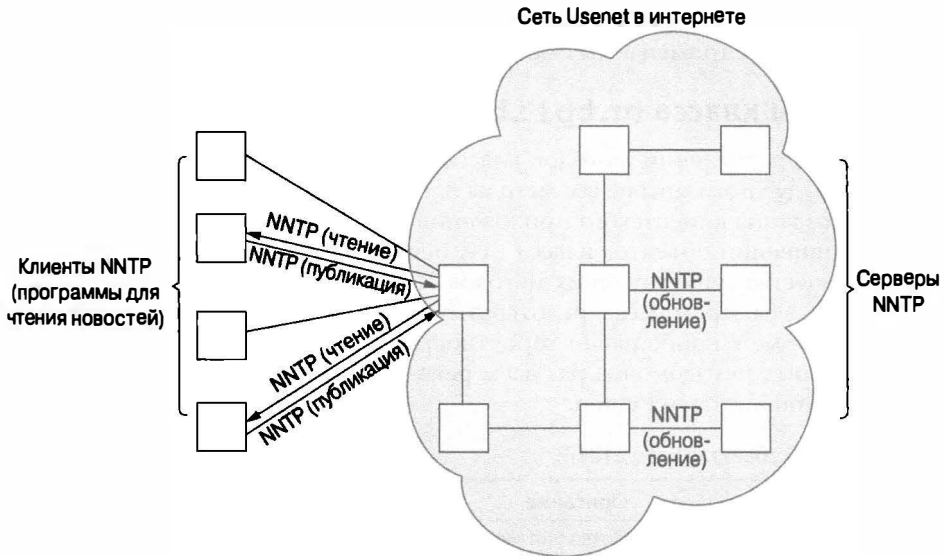 Сеть Usenet в интернете
NNTP (чтение)
NNTP (публикация)
Клиенты NNTP
(программы для
чтения новостей)
NNTP (чтение)
NNTP (публикация)
NNTP
(обнов-
ление)
NNTP
(обнов-
ление)
Серверы
NNTP